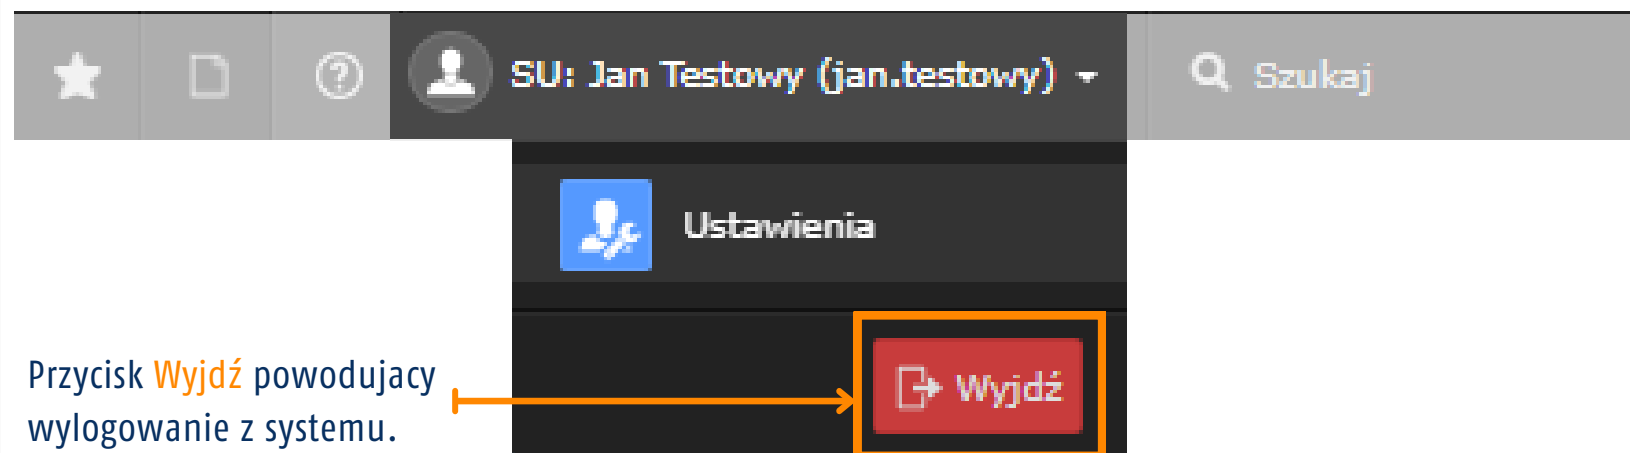 SU: Jan Testowy (jan.testowy)
Szukaj
Ustawienia
Przycisk Wyjdź powodujacy
wylogowanie z systemu.
Wyjdź